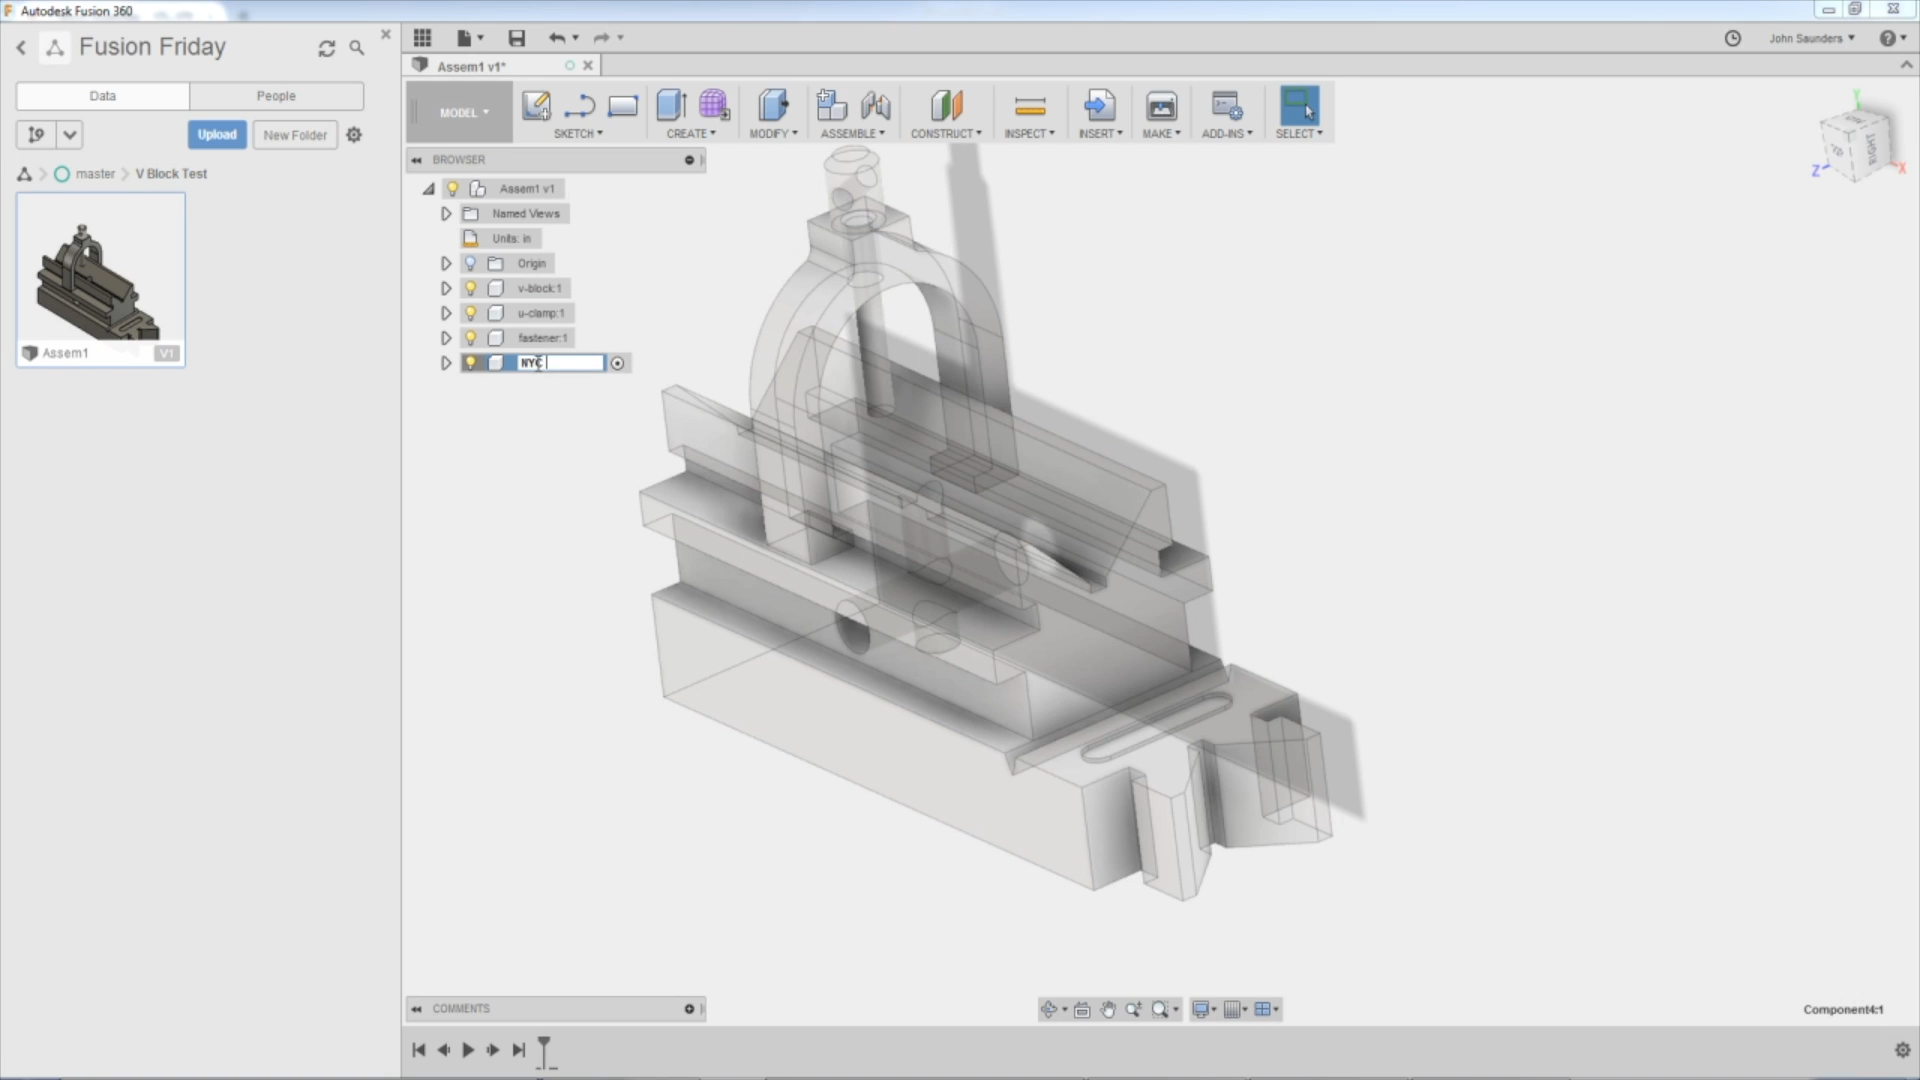 Autodesk Fusion 360
Fusion Friday
Data
People
Upload
New Folder
master
V Block Test
Assem1
V1
John Saunders
Assem1 v1*
MODEL
SKETCH
CREATE
MODIFY
ASSEMBLE
CONSTRUCT
INSPECT
INSERT
MAKE
ADD-INS
SELECT
BROWSER
Assem1 v1
Named Views
Units: in
Origin
v-block:1
u-clamp:1
fastener:1
NYC
Y
Z
X
RIGHT
COMMENTS
Component4:1